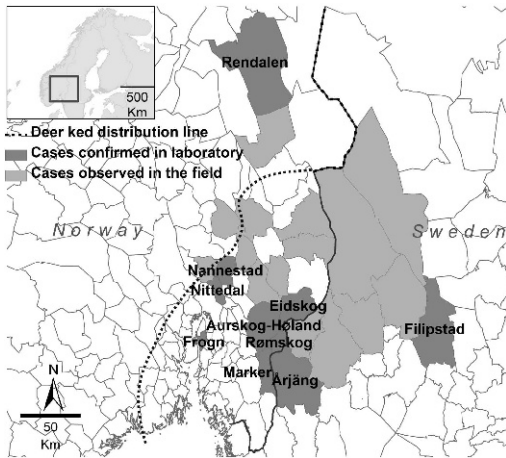 Rendalen
500
Km
Deer ked distribution line
Cases confirmed in laboratory
Cases observed in the field
Norway
Sweden
Nannestad
Nittedal
Eidskog
Aurskog-Høland
Filipstad
Frogn
Rømskog
Marker
Arjäng
N
50
Km